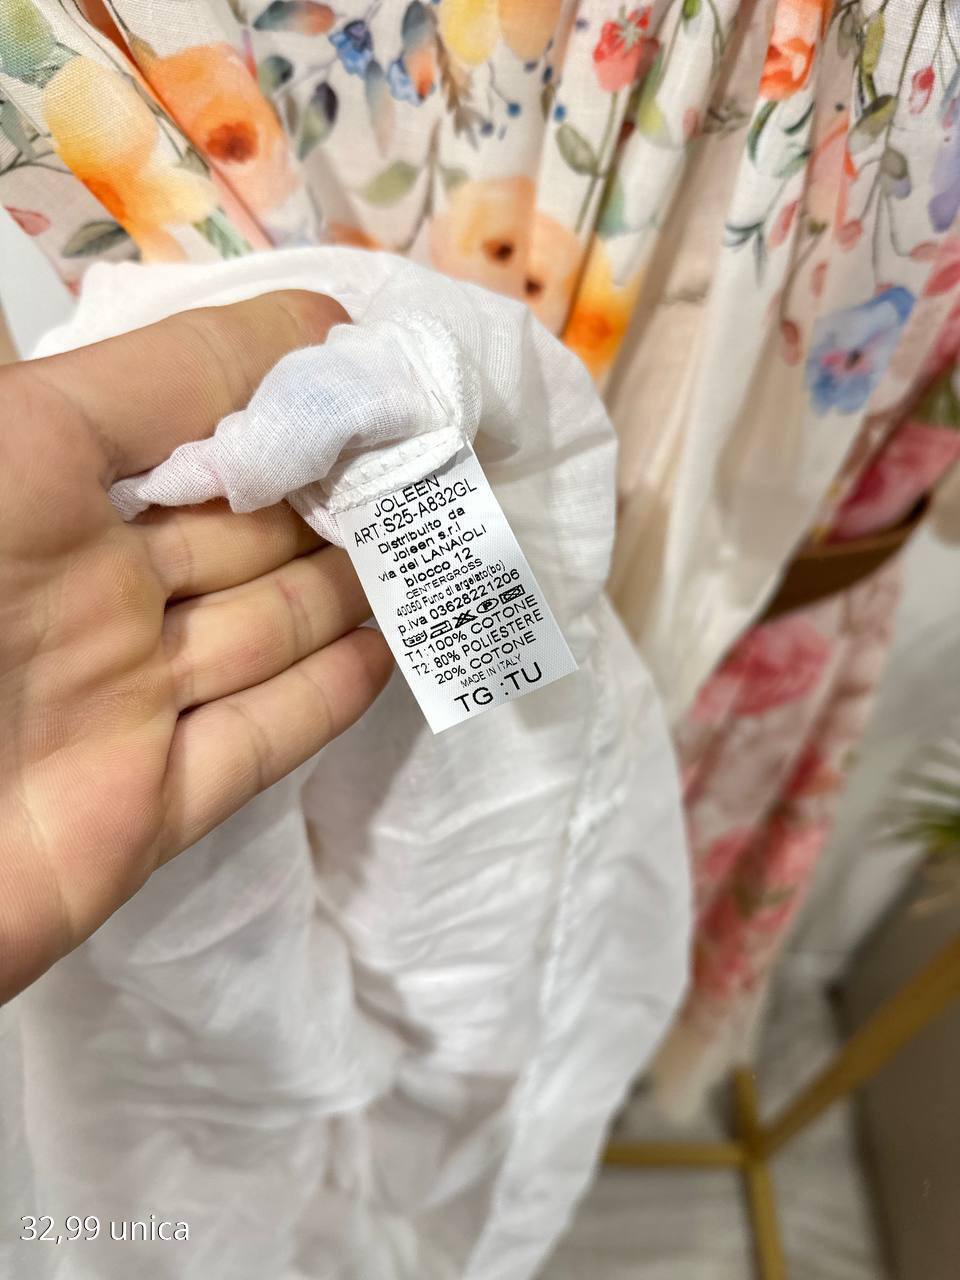 JOLEEN
ART:S25-A832GL
Distribuito da
Joleen s.r.l
via dei LANAIOLI
blocco 12
CENTERGROSS
40050 Funo di argelato(bo)
p.iva 03628221206
T1:100% COTONE
T2: 80% POLIESTERE
20% COTONE
MADE IN ITALY
TG :TU
32,99 unica